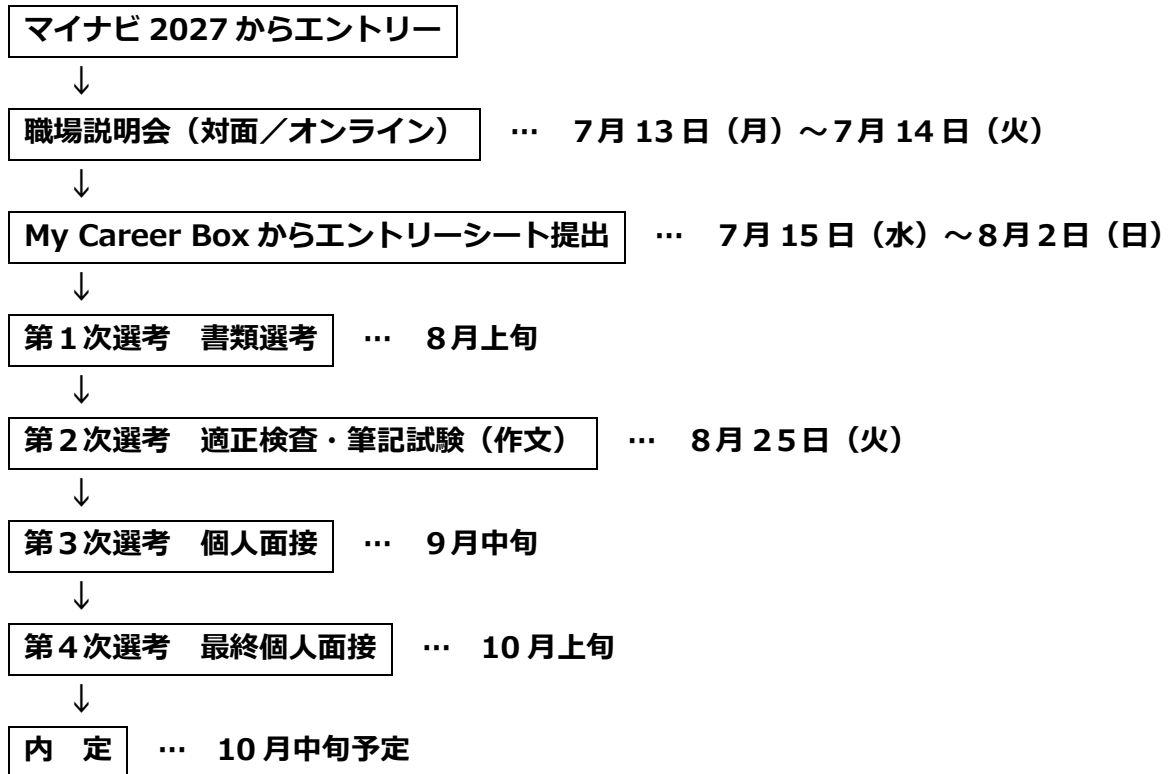 マイナビ 2027 からエントリー
↓
職場説明会（対面／オンライン） … 7月 13 日（月）～7月 14 日（火）
↓
My Career Box からエントリーシート提出 … 7月 15 日（水）～8月2日（日）
↓
第１次選考　書類選考 … 8月上旬
↓
第２次選考　適正検査・筆記試験（作文） … 8月 25日（火）
↓
第３次選考　個人面接 … 9月中旬
↓
第４次選考　最終個人面接 … 10 月上旬
↓
内　定 … 10 月中旬予定